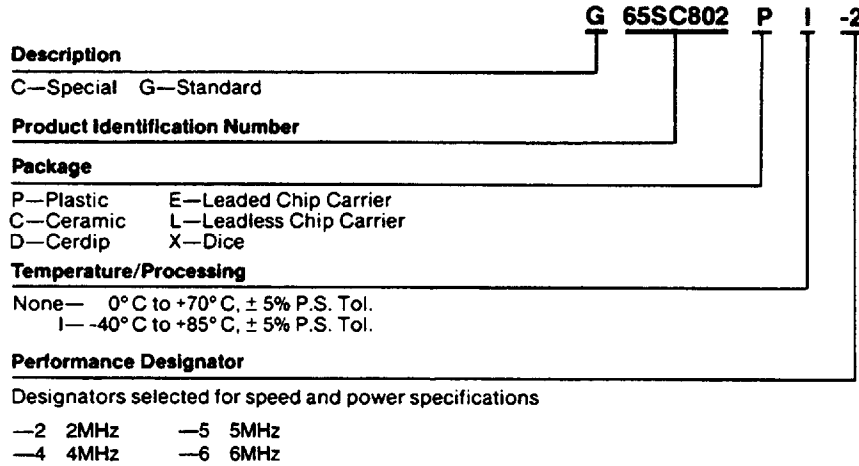 G 65SC802 P I -2
Description
C—Special G—Standard
Product Identification Number
Package
P—Plastic E—Leaded Chip Carrier
C—Ceramic L—Leadless Chip Carrier
D—Cerdip X—Dice
Temperature/Processing
None— 0°C to +70°C, ± 5% P.S. Tol.
I— -40°C to +85°C, ± 5% P.S. Tol.
Performance Designator
Designators selected for speed and power specifications
—2 2MHz —5 5MHz
—4 4MHz —6 6MHz